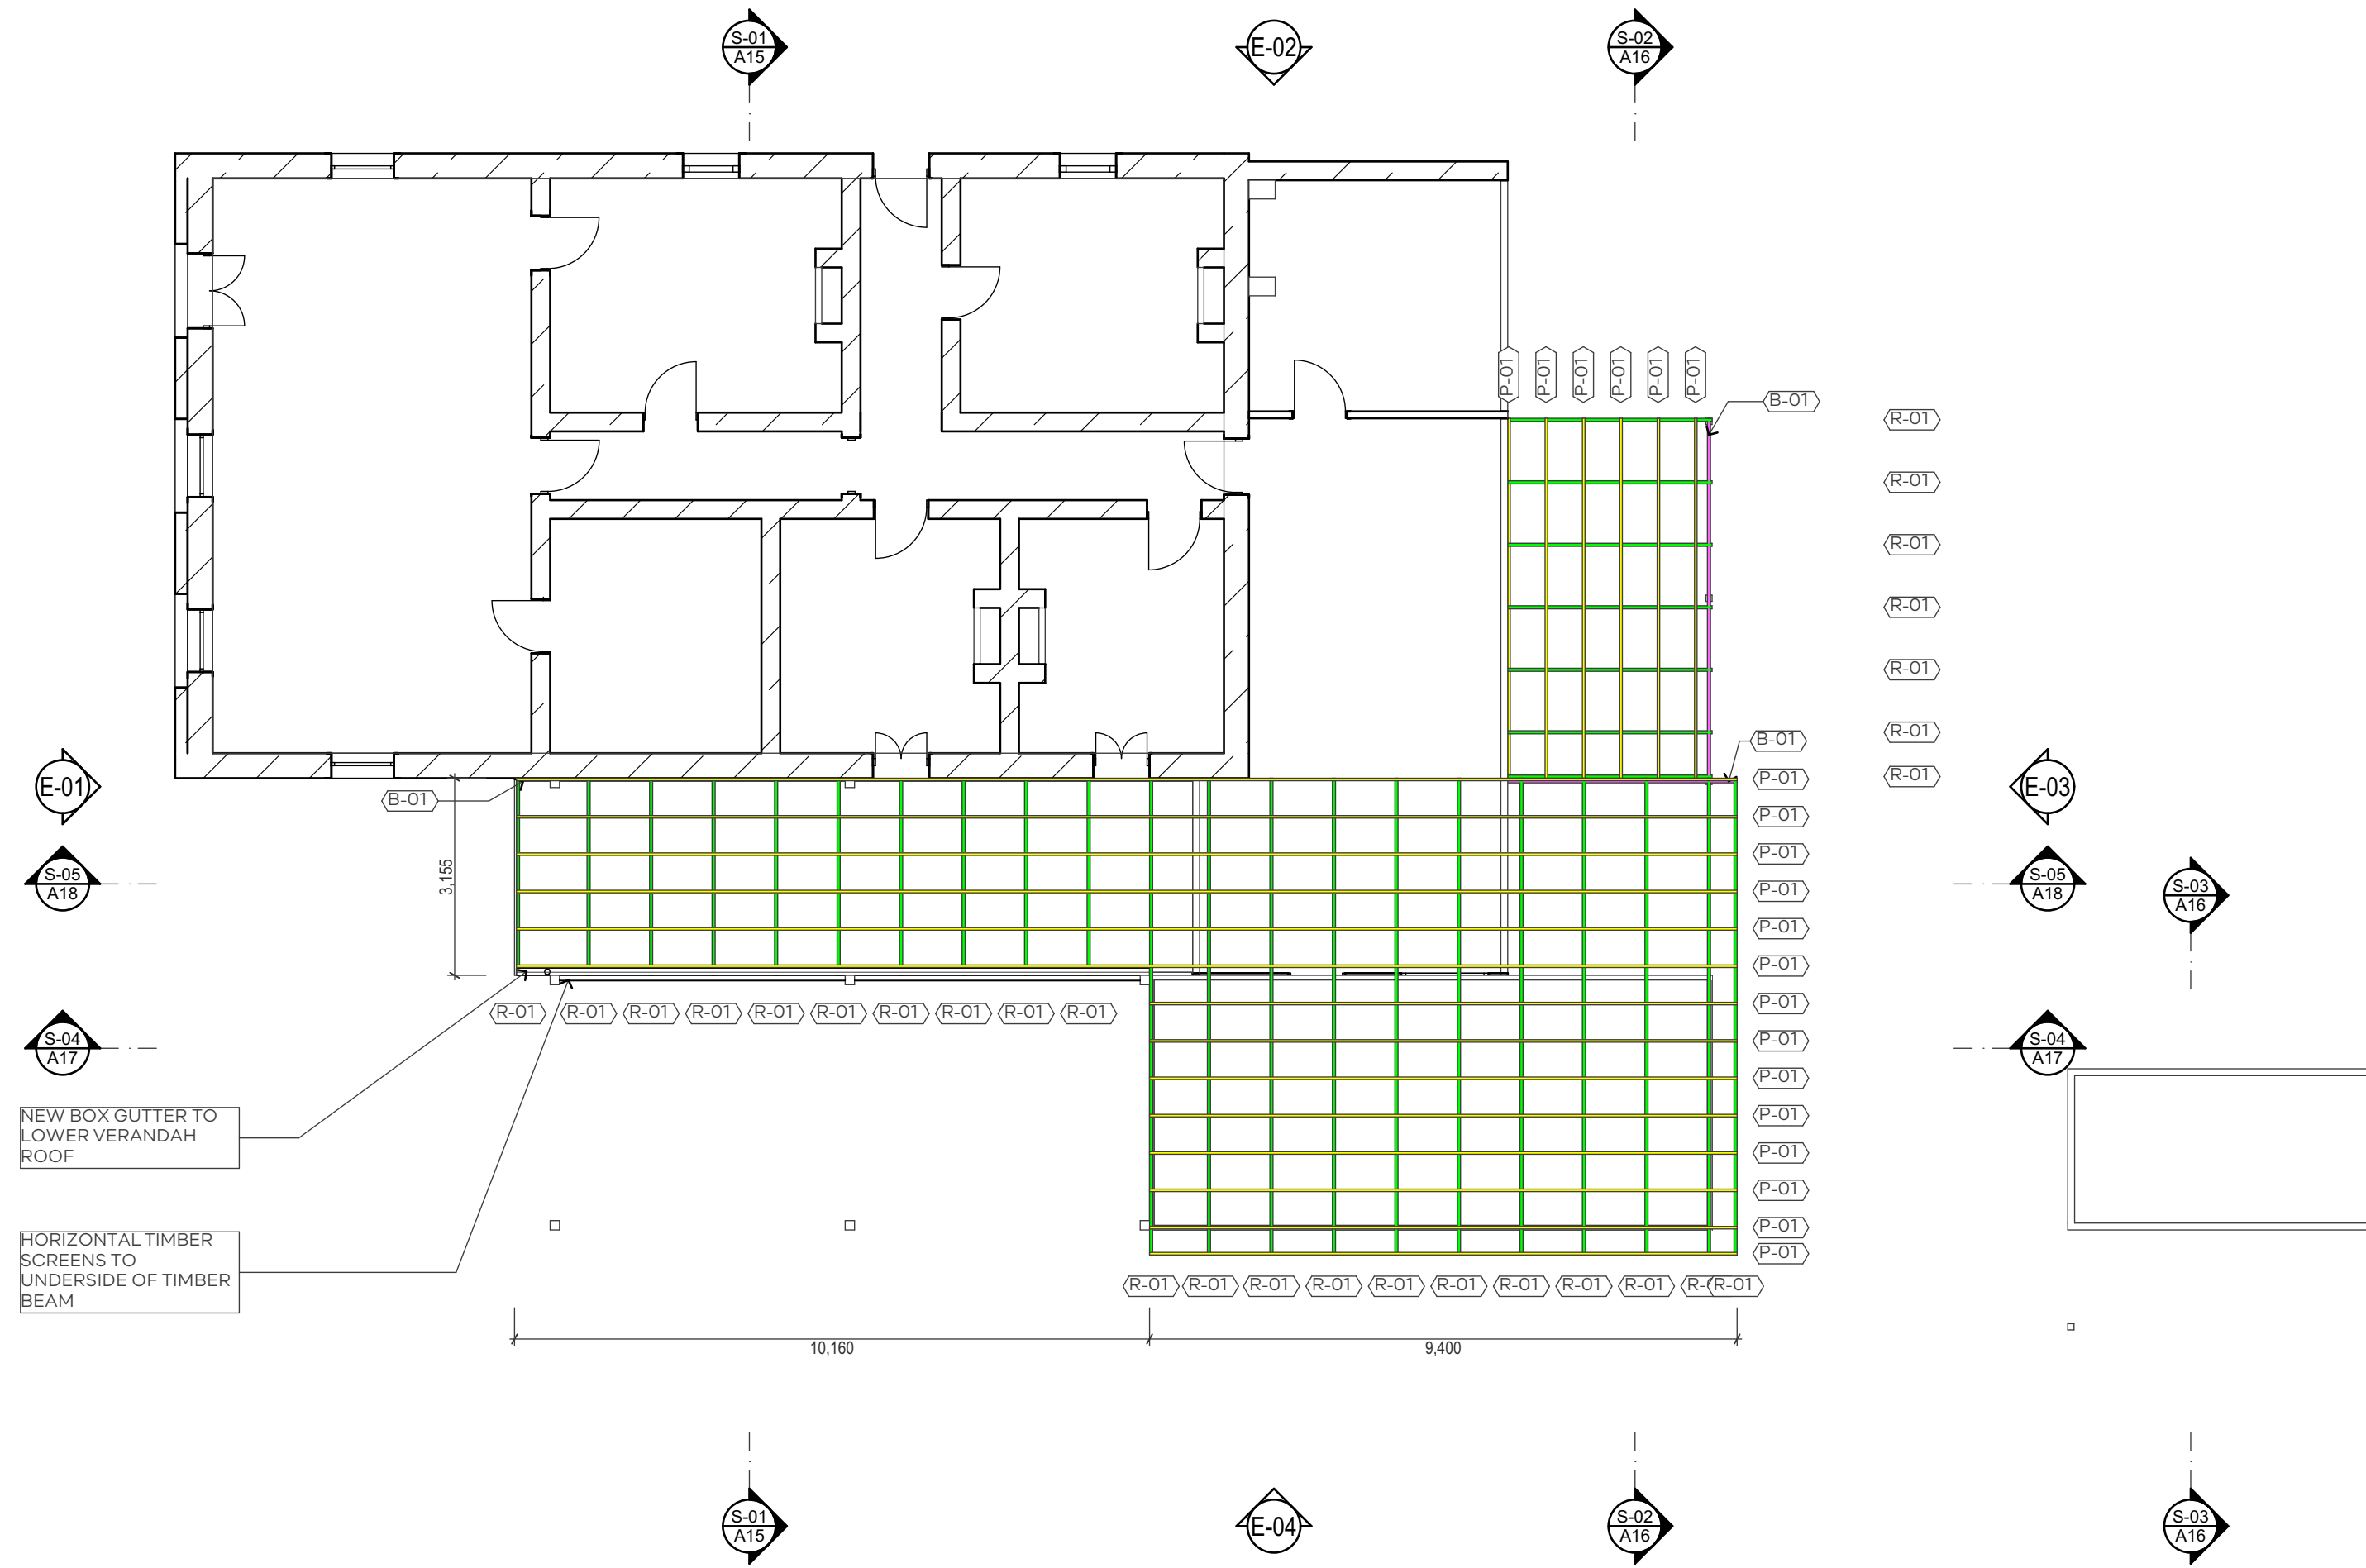 S-01
A15
E-02
S-02
A16
P-01
P-01
P-01
P-01
P-01
P-01
B-01
R-01
R-01
R-01
R-01
R-01
R-01
R-01
B-01
P-01
P-01
P-01
P-01
P-01
P-01
P-01
P-01
P-01
P-01
P-01
P-01
P-01
P-01
E-01
B-01
E-03
S-05
A18
3,155
S-05
A18
S-03
A16
R-01 R-01 R-01 R-01 R-01 R-01 R-01 R-01 R-01 R-01
S-04
A17
S-04
A17
NEW BOX GUTTER TO
LOWER VERANDAH
ROOF
HORIZONTAL TIMBER
SCREENS TO
UNDERSIDE OF TIMBER
BEAM
R-01 R-01 R-01 R-01 R-01 R-01 R-01 R-01 R-01 R-01
10,160
9,400
S-01
A15
E-04
S-02
A16
S-03
A16